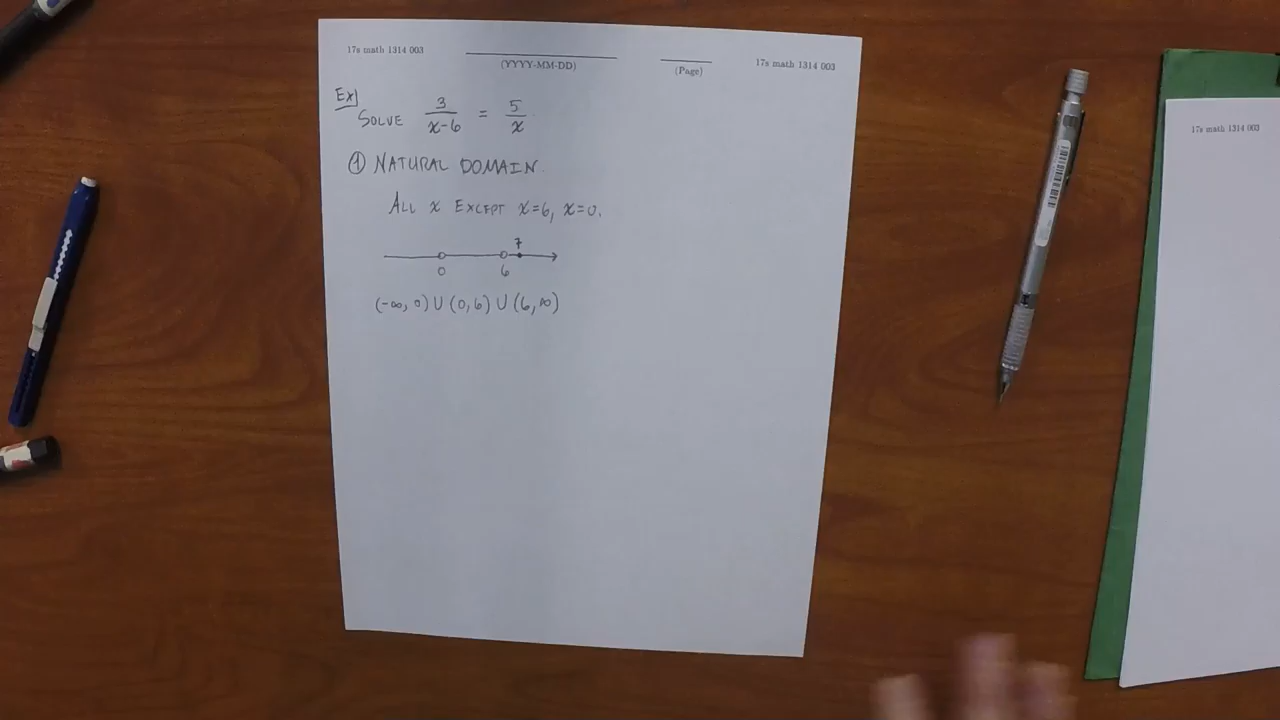 17s math 1314 003
(YYYY-MM-DD)
(Page)
17s math 1314 003
Ex)
SOLVE 3/(x-6) = 5/x
① NATURAL DOMAIN.
ALL x EXCEPT x=6, x=0.
7
0 6
(-∞, 0) ∪ (0, 6) ∪ (6, ∞)
17s math 1314 003